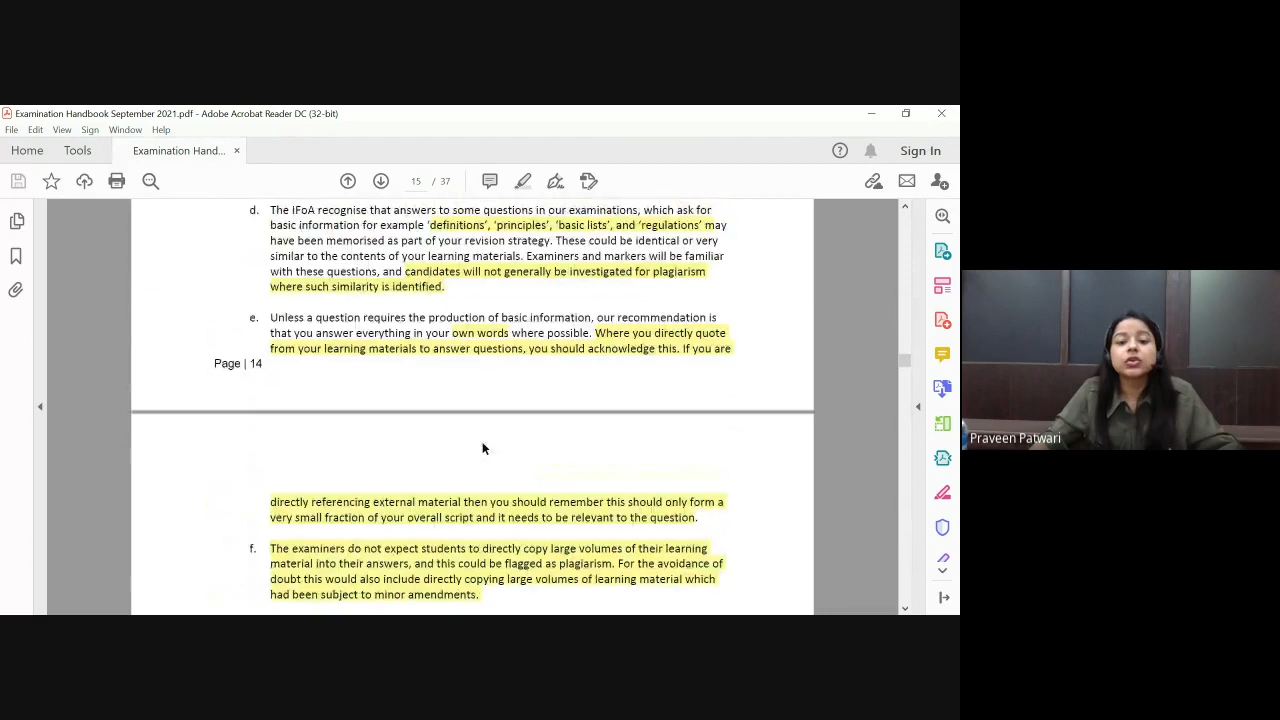 Examination Handbook September 2021.pdf - Adobe Acrobat Reader DC (32-bit)
File Edit View Sign Window Help
Home Tools Examination Hand... × Sign In
15 / 37
d. The IFoA recognise that answers to some questions in our examinations, which ask for
basic information for example ‘definitions’, ‘principles’, ‘basic lists’, and ‘regulations’ may
have been memorised as part of your revision strategy. These could be identical or very
similar to the contents of your learning materials. Examiners and markers will be familiar
with these questions, and candidates will not generally be investigated for plagiarism
where such similarity is identified.
e. Unless a question requires the production of basic information, our recommendation is
that you answer everything in your own words where possible. Where you directly quote
from your learning materials to answer questions, you should acknowledge this. If you are
Page | 14
directly referencing external material then you should remember this should only form a
very small fraction of your overall script and it needs to be relevant to the question.
f. The examiners do not expect students to directly copy large volumes of their learning
material into their answers, and this could be flagged as plagiarism. For the avoidance of
doubt this would also include directly copying large volumes of learning material which
had been subject to minor amendments.
Praveen Patwari